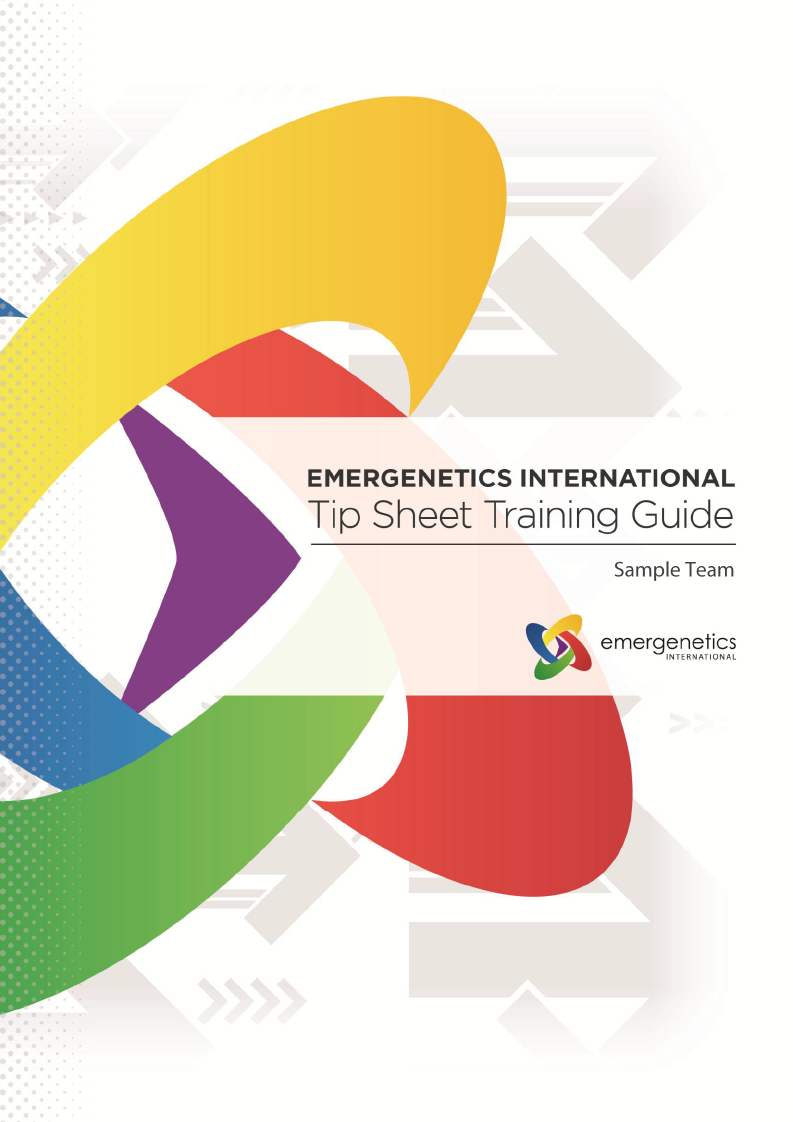 EMERGENETICS INTERNATIONAL
Tip Sheet Training Guide
Sample Team
emergenetics
INTERNATIONAL